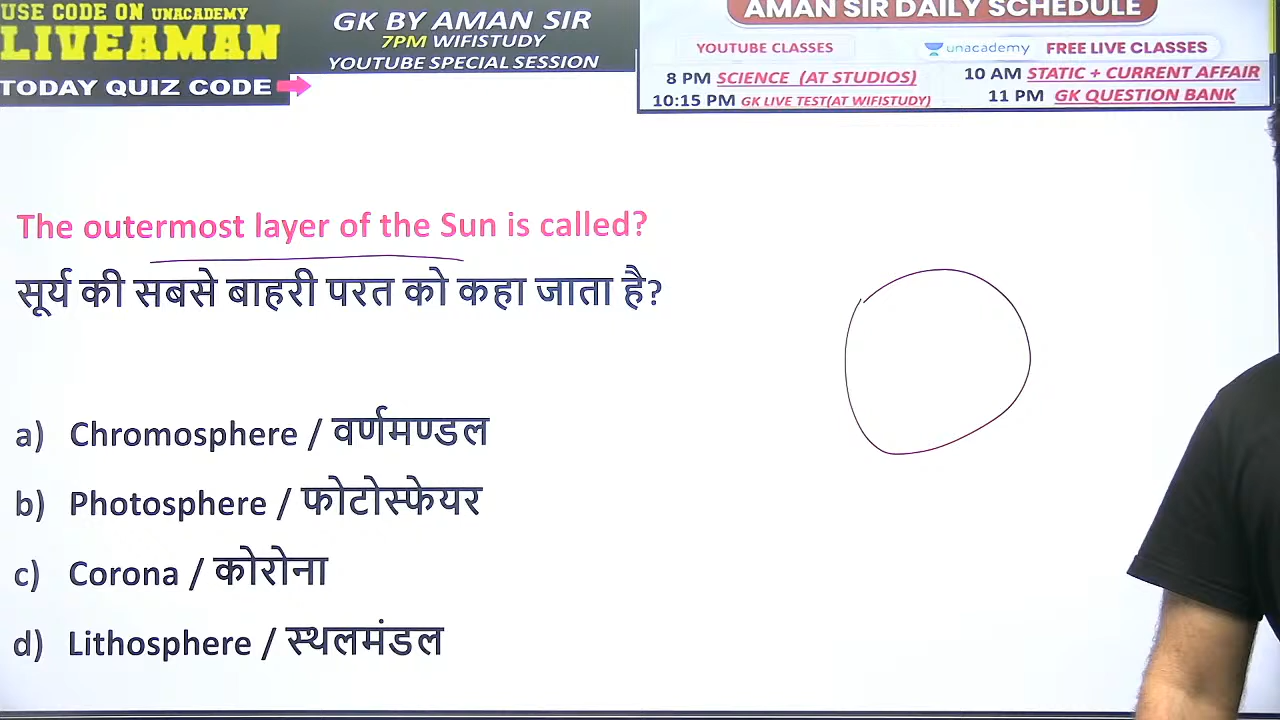 USE CODE ON UNACADEMY
LIVEAMAN
TODAY QUIZ CODE
GK BY AMAN SIR
7PM WIFISTUDY
YOUTUBE SPECIAL SESSION
AMAN SIR DAILY SCHEDULE
YOUTUBE CLASSES
unacademy FREE LIVE CLASSES
8 PM SCIENCE (AT STUDIOS)
10 AM STATIC + CURRENT AFFAIR
10:15 PM GK LIVE TEST(AT WIFISTUDY)
11 PM GK QUESTION BANK
The outermost layer of the Sun is called?
सूर्य की सबसे बाहरी परत को कहा जाता है?
a) Chromosphere / वर्णमण्डल
b) Photosphere / फोटोस्फेयर
c) Corona / कोरोना
d) Lithosphere / स्थलमंडल